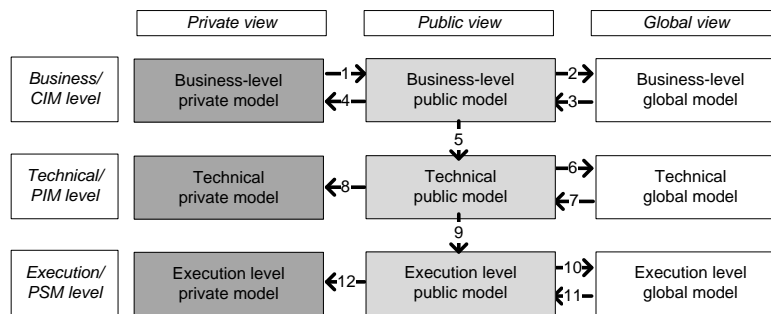 Private view
Public view
Global view
Business/
CIM level
Business-level
private model
1
4
Business-level
public model
2
3
Business-level
global model
5
Technical/
PIM level
Technical
private model
8
Technical
public model
6
7
Technical
global model
9
Execution/
PSM level
Execution level
private model
12
Execution level
public model
10
11
Execution level
global model